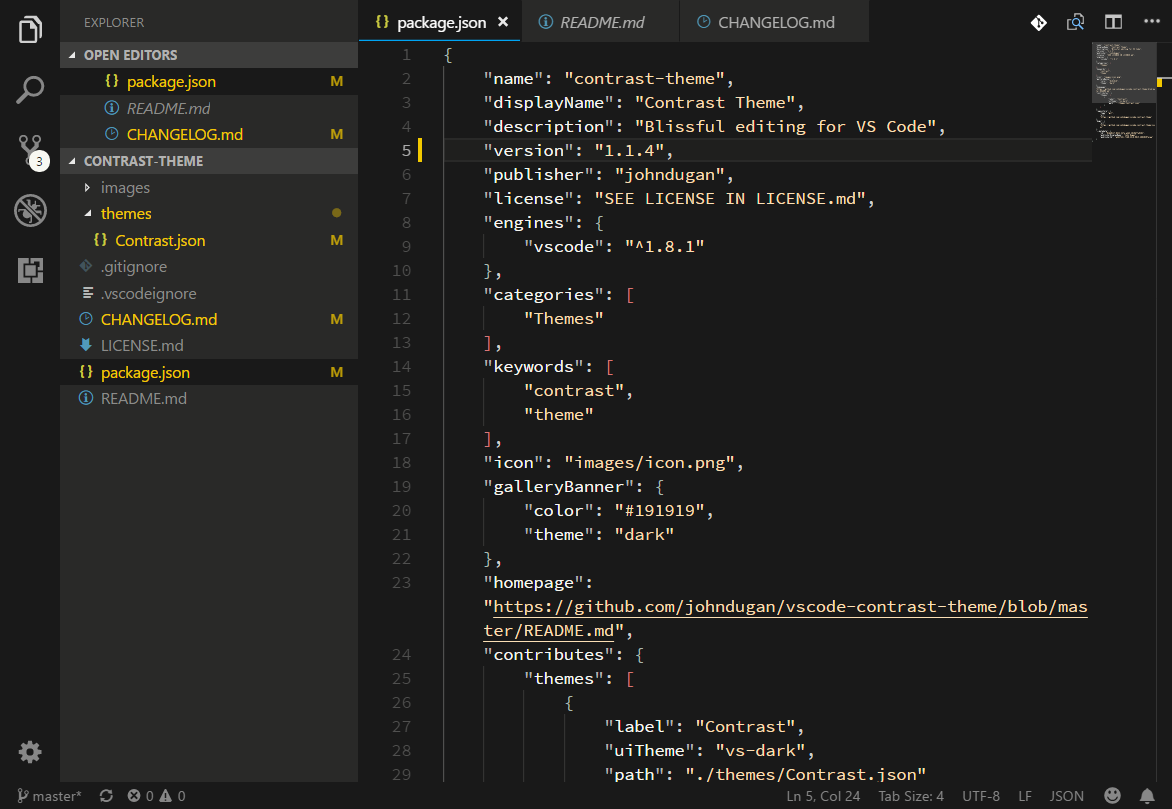 EXPLORER
OPEN EDITORS
package.json M
README.md
CHANGELOG.md M
3
CONTRAST-THEME
images
themes
Contrast.json M
.gitignore
.vscodeignore
CHANGELOG.md M
LICENSE.md
package.json M
README.md
package.json × README.md CHANGELOG.md
1 {
2 "name": "contrast-theme",
3 "displayName": "Contrast Theme",
4 "description": "Blissful editing for VS Code",
5 "version": "1.1.4",
6 "publisher": "johndugan",
7 "license": "SEE LICENSE IN LICENSE.md",
8 "engines": {
9 "vscode": "^1.8.1"
10 },
11 "categories": [
12 "Themes"
13 ],
14 "keywords": [
15 "contrast",
16 "theme"
17 ],
18 "icon": "images/icon.png",
19 "galleryBanner": {
20 "color": "#191919",
21 "theme": "dark"
22 },
23 "homepage":
"https://github.com/johndugan/vscode-contrast-theme/blob/mas
ter/README.md",
24 "contributes": {
25 "themes": [
26 {
27 "label": "Contrast",
28 "uiTheme": "vs-dark",
29 "path": "./themes/Contrast.json"
master* 0 0 Ln 5, Col 24 Tab Size: 4 UTF-8 LF JSON